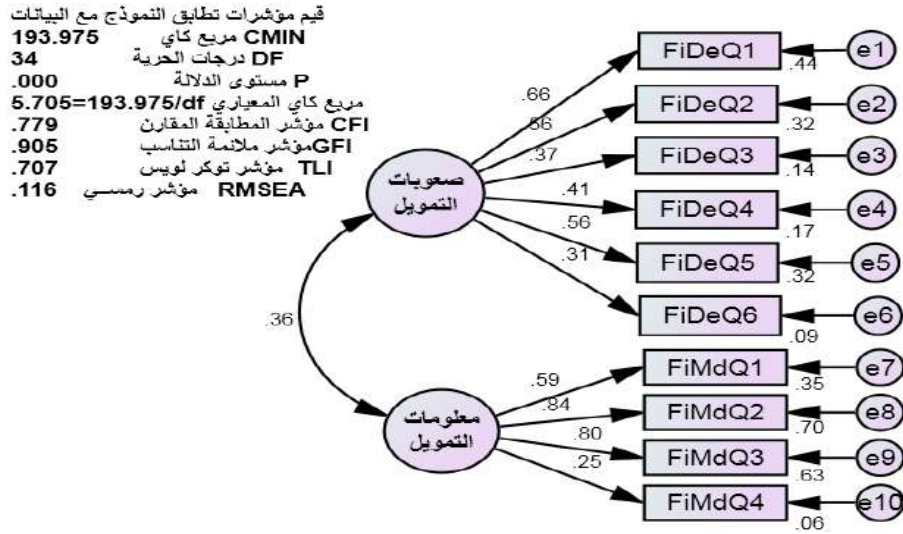 قيم مؤشرات تطابق النموذج مع البيانات
CMIN مربع كاي 193.975
DF درجات الحرية 34
P مستوى الدلالة .000
مربع كاي المعياري 5.705=193.975/df
CFI مؤشر المطابقة المقارن .779
GFI مؤشر ملائمة التناسب .905
TLI مؤشر توكر لويس .707
RMSEA مؤشر رمسي .116
صعوبات
التمويل
معلومات
التمويل
.36
.66
.56
.37
.41
.56
.31
.59
.84
.80
.25
FiDeQ1
.44
e1
FiDeQ2
.32
e2
FiDeQ3
.14
e3
FiDeQ4
.17
e4
FiDeQ5
.32
e5
FiDeQ6
.09
e6
FiMdQ1
.35
e7
FiMdQ2
.70
e8
FiMdQ3
.63
e9
FiMdQ4
.06
e10